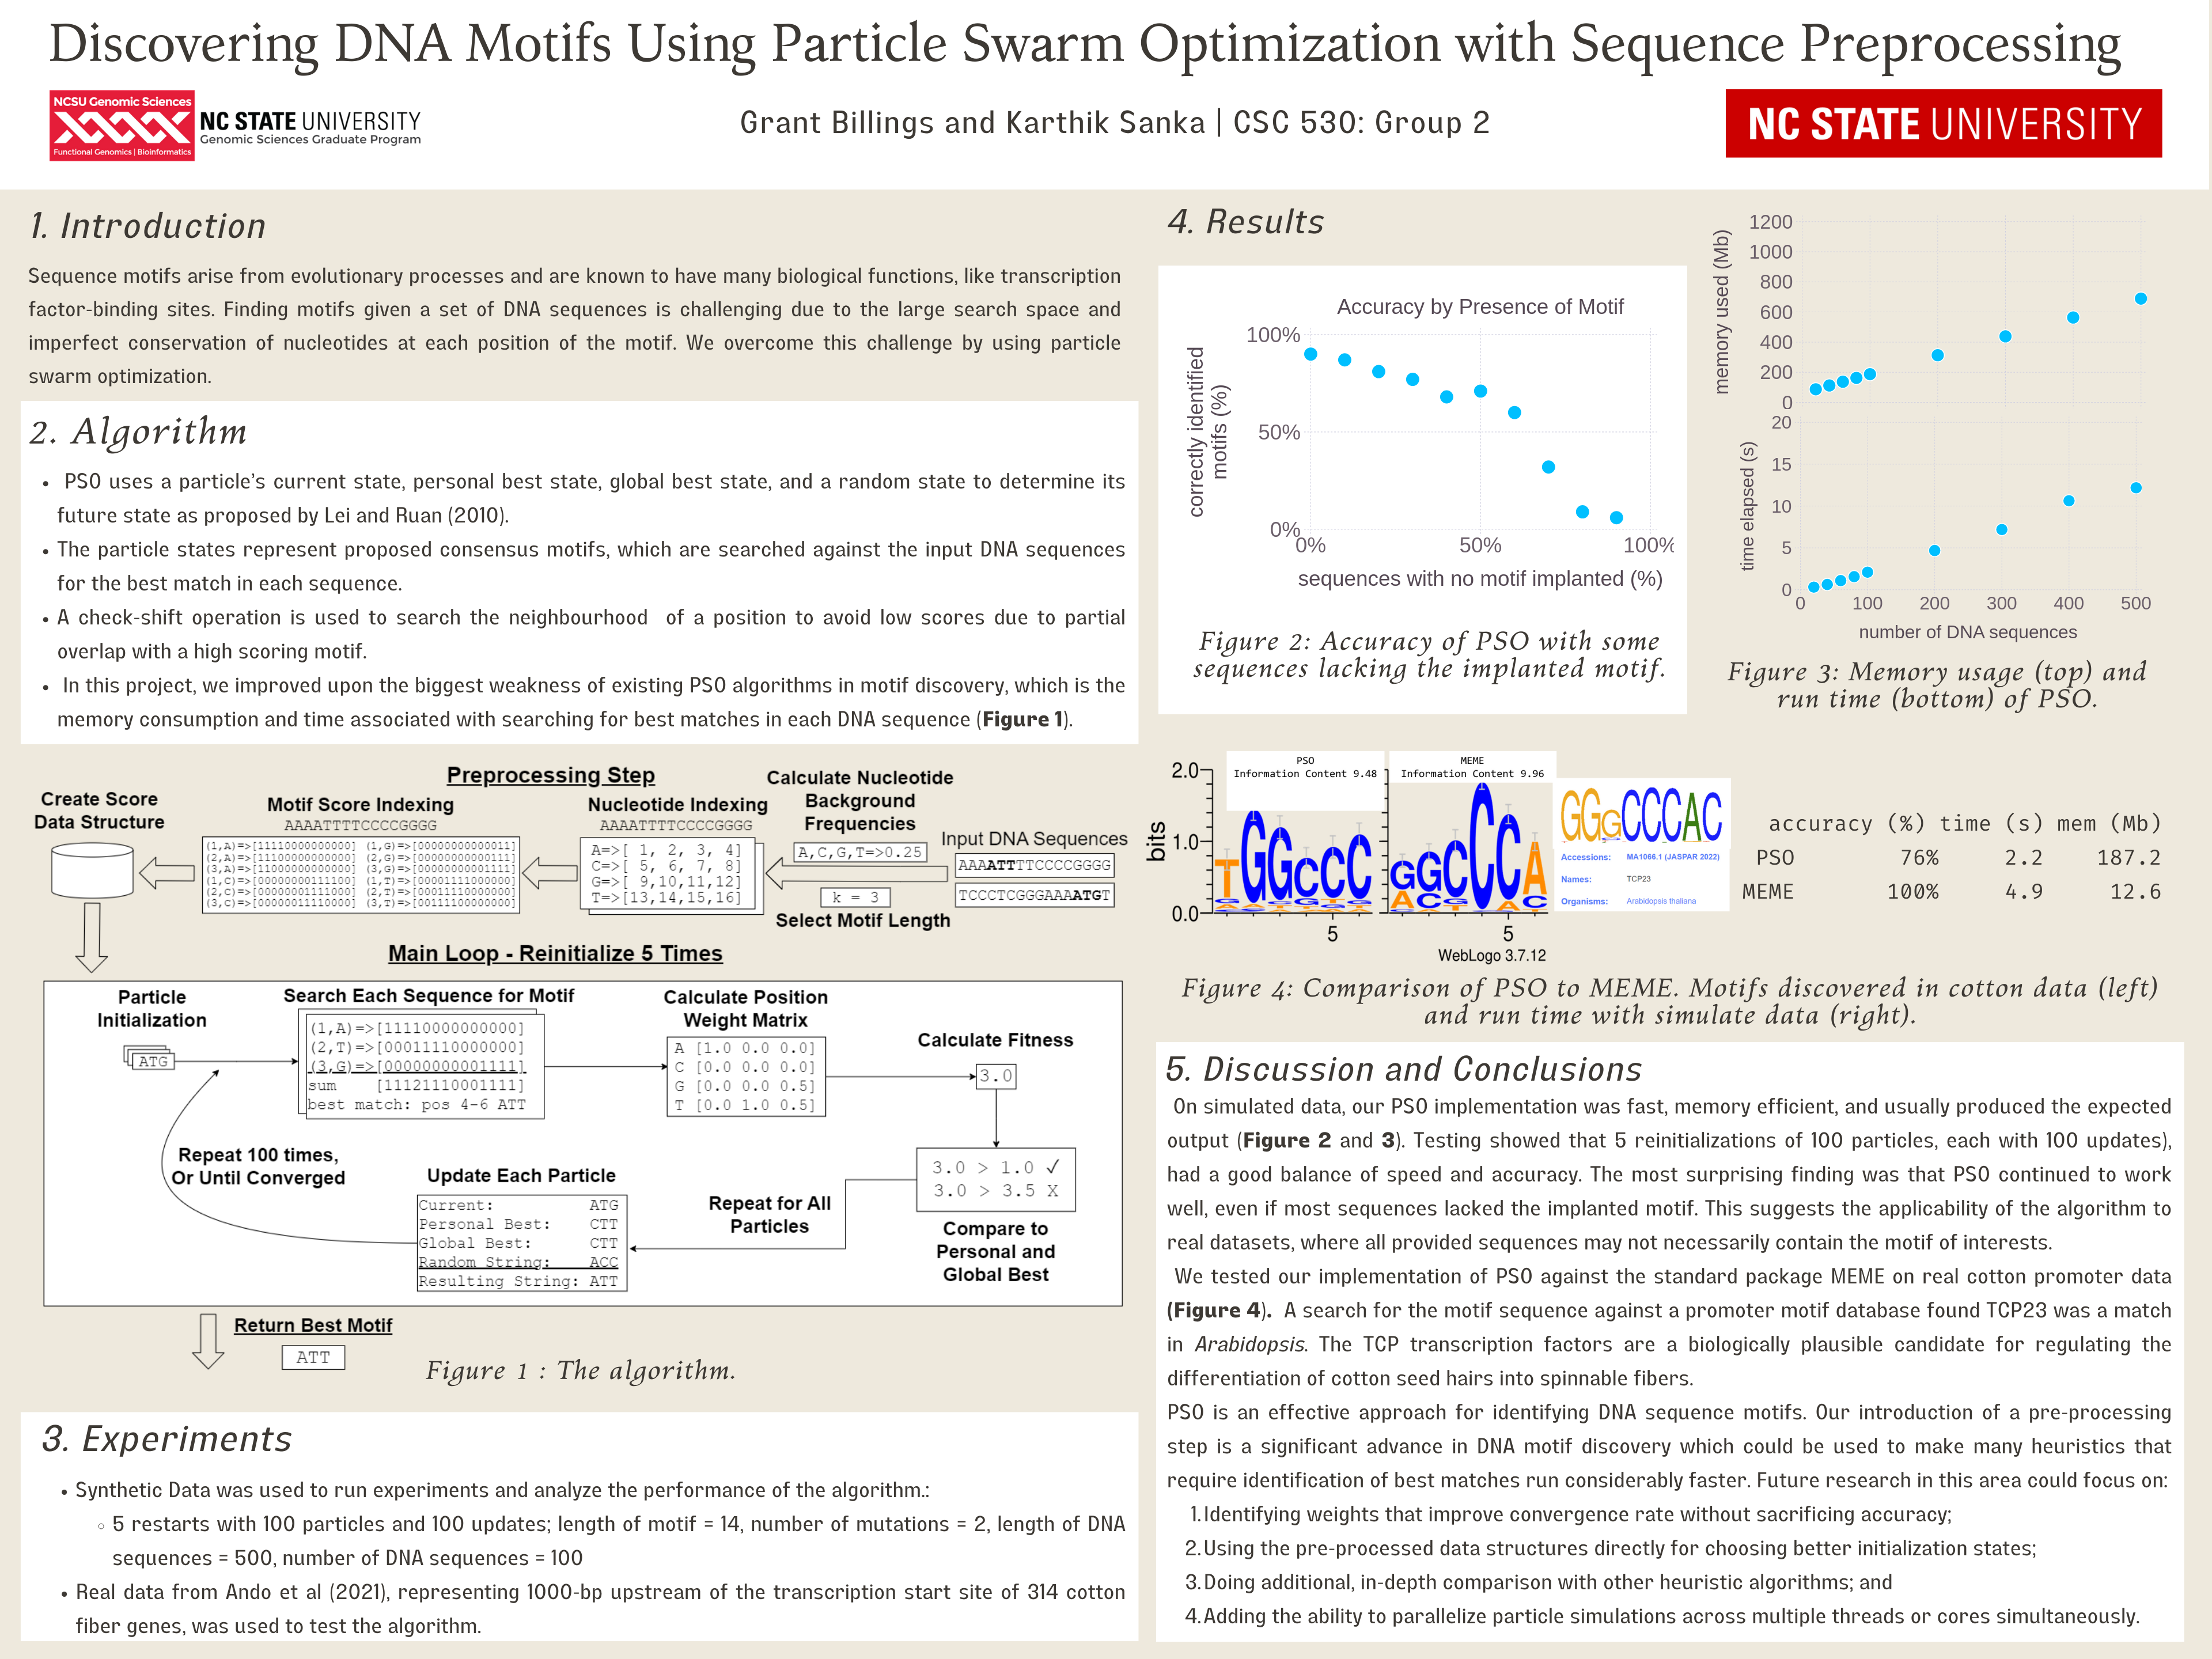 Discovering DNA Motifs Using Particle Swarm Optimization with Sequence Preprocessing
NCSU Genomic Sciences
Functional Genomics | Bioinformatics
NC STATE UNIVERSITY
Genomic Sciences Graduate Program
Grant Billings and Karthik Sanka | CSC 530: Group 2
NC STATE UNIVERSITY
1. Introduction
Sequence motifs arise from evolutionary processes and are known to have many biological functions, like transcription
factor-binding sites. Finding motifs given a set of DNA sequences is challenging due to the large search space and
imperfect conservation of nucleotides at each position of the motif. We overcome this challenge by using particle
swarm optimization.
2. Algorithm
• PSO uses a particle's current state, personal best state, global best state, and a random state to determine its
future state as proposed by Lei and Ruan (2010).
• The particle states represent proposed consensus motifs, which are searched against the input DNA sequences
for the best match in each sequence.
• A check-shift operation is used to search the neighbourhood of a position to avoid low scores due to partial
overlap with a high scoring motif.
• In this project, we improved upon the biggest weakness of existing PSO algorithms in motif discovery, which is the
memory consumption and time associated with searching for best matches in each DNA sequence (Figure 1).
Preprocessing Step
Create Score
Data Structure
Motif Score Indexing
AAAATTTTCCCCGGGG
(1,A)=>[11110000000000] (1,G)=>[00000000000011]
(2,A)=>[11100000000000] (2,G)=>[00000000000111]
(3,A)=>[11000000000000] (3,G)=>[00000000001111]
(1,C)=>[00000000111100] (1,T)=>[00001111000000]
(2,C)=>[00000001111000] (2,T)=>[00011110000000]
(3,C)=>[00000011110000] (3,T)=>[00111100000000]
Nucleotide Indexing
AAAATTTTCCCCGGGG
A=>[ 1, 2, 3, 4]
C=>[ 5, 6, 7, 8]
G=>[ 9,10,11,12]
T=>[13,14,15,16]
Calculate Nucleotide
Background
Frequencies
A,C,G,T=>0.25
k = 3
Select Motif Length
Input DNA Sequences
AAAATTTTCCCCGGGG
TCCCTCGGGAAAATGT
Main Loop - Reinitialize 5 Times
Particle
Initialization
ATG
Search Each Sequence for Motif
(1,A)=>[11110000000000]
(2,T)=>[00011110000000]
(3,G)=>[00000000001111]
sum [11121110001111]
best match: pos 4-6 ATT
Calculate Position
Weight Matrix
A [1.0 0.0 0.0]
C [0.0 0.0 0.0]
G [0.0 0.0 0.5]
T [0.0 1.0 0.5]
Calculate Fitness
3.0
3.0 > 1.0 ✓
3.0 > 3.5 X
Compare to
Personal and
Global Best
Repeat for All
Particles
Update Each Particle
Current: ATG
Personal Best: CTT
Global Best: CTT
Random String: ACC
Resulting String: ATT
Repeat 100 times,
Or Until Converged
Return Best Motif
ATT
Figure 1 : The algorithm.
3. Experiments
• Synthetic Data was used to run experiments and analyze the performance of the algorithm.:
◦ 5 restarts with 100 particles and 100 updates; length of motif = 14, number of mutations = 2, length of DNA
sequences = 500, number of DNA sequences = 100
• Real data from Ando et al (2021), representing 1000-bp upstream of the transcription start site of 314 cotton
fiber genes, was used to test the algorithm.
4. Results
Accuracy by Presence of Motif
correctly identified
motifs (%)
100%
50%
0%
0% 50% 100%
sequences with no motif implanted (%)
Figure 2: Accuracy of PSO with some
sequences lacking the implanted motif.
memory used (Mb)
1200
1000
800
600
400
200
0
time elapsed (s)
20
15
10
5
0
0 100 200 300 400 500
number of DNA sequences
Figure 3: Memory usage (top) and
run time (bottom) of PSO.
bits
2.0
1.0
0.0
PSO
Information Content 9.48
TGGCCC
5
MEME
Information Content 9.96
GGCCCA
5
WebLogo 3.7.12
GGGCCCAC
Accessions: MA1066.1 (JASPAR 2022)
Names: TCP23
Organisms: Arabidopsis thaliana
accuracy (%) time (s) mem (Mb)
PSO 76% 2.2 187.2
MEME 100% 4.9 12.6
Figure 4: Comparison of PSO to MEME. Motifs discovered in cotton data (left)
and run time with simulate data (right).
5. Discussion and Conclusions
On simulated data, our PSO implementation was fast, memory efficient, and usually produced the expected
output (Figure 2 and 3). Testing showed that 5 reinitializations of 100 particles, each with 100 updates),
had a good balance of speed and accuracy. The most surprising finding was that PSO continued to work
well, even if most sequences lacked the implanted motif. This suggests the applicability of the algorithm to
real datasets, where all provided sequences may not necessarily contain the motif of interests.
We tested our implementation of PSO against the standard package MEME on real cotton promoter data
(Figure 4). A search for the motif sequence against a promoter motif database found TCP23 was a match
in Arabidopsis. The TCP transcription factors are a biologically plausible candidate for regulating the
differentiation of cotton seed hairs into spinnable fibers.
PSO is an effective approach for identifying DNA sequence motifs. Our introduction of a pre-processing
step is a significant advance in DNA motif discovery which could be used to make many heuristics that
require identification of best matches run considerably faster. Future research in this area could focus on:
1. Identifying weights that improve convergence rate without sacrificing accuracy;
2. Using the pre-processed data structures directly for choosing better initialization states;
3. Doing additional, in-depth comparison with other heuristic algorithms; and
4. Adding the ability to parallelize particle simulations across multiple threads or cores simultaneously.